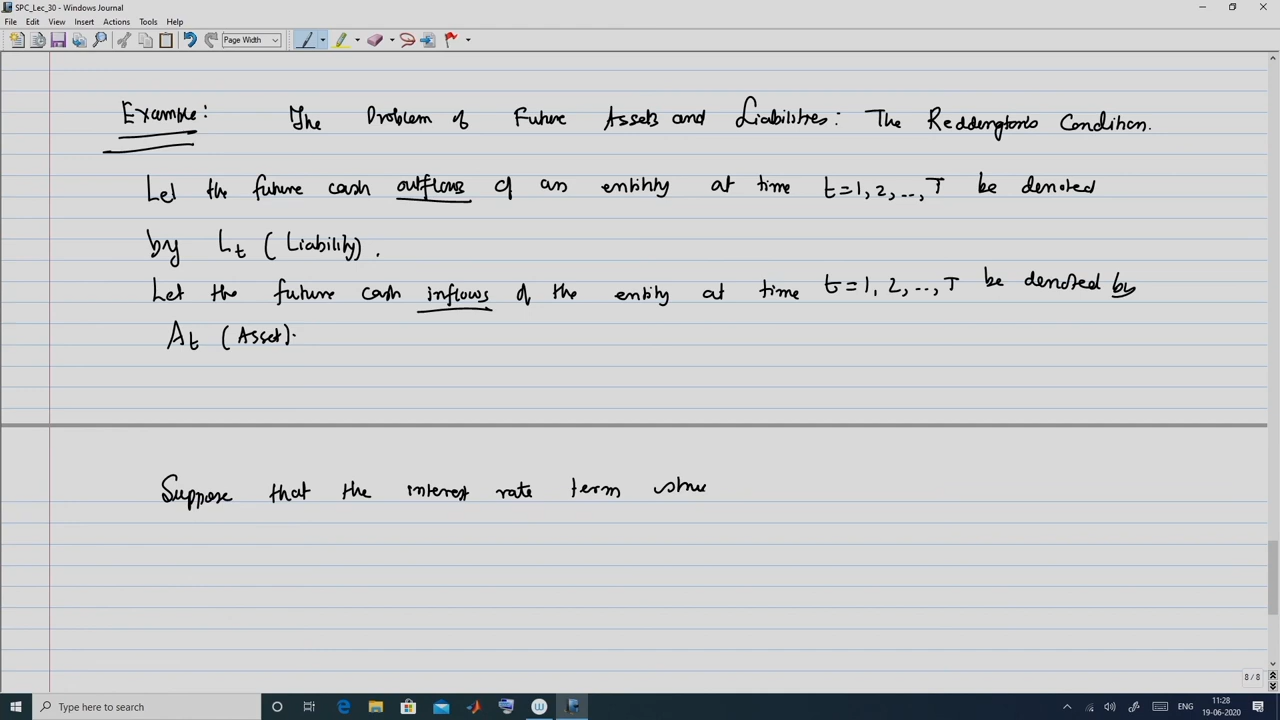 SPC_Lec_30 - Windows Journal
File Edit View Insert Actions Tools Help
Page Width
Example: The Problem of Future Assets and Liabilities: The Reddington's Condition.
Let the future cash outflows of an entity at time t=1, 2, ..., T be denoted
by Lt (Liability).
Let the future cash inflows of the entity at time t=1, 2, .., T be denoted by
At (Asset).
Suppose that the interest rate term struc
8 / 8
Type here to search
11:28
19-06-2020